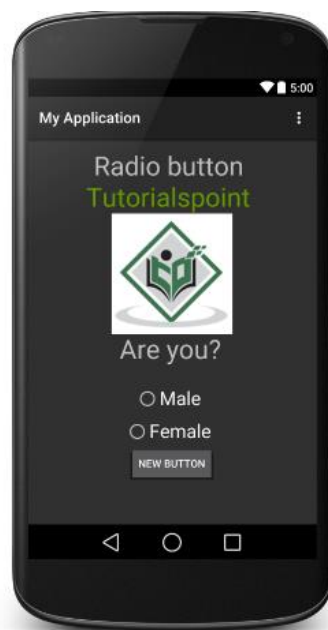 5:00
My Application
Radio button
Tutorialspoint
Are you?
Male
Female
NEW BUTTON